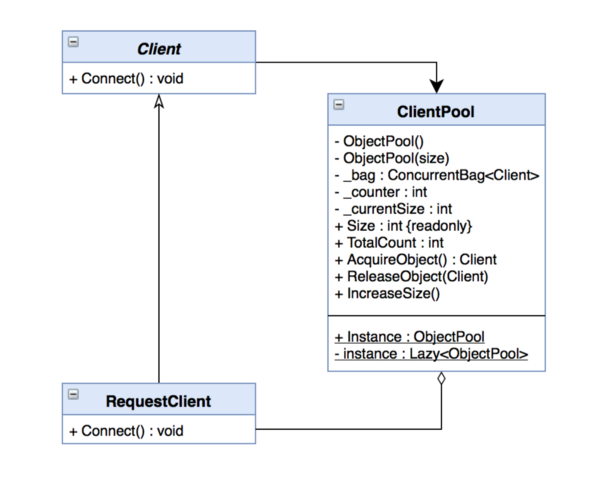 Client
+ Connect() : void
ClientPool
- ObjectPool()
- ObjectPool(size)
- _bag : ConcurrentBag<Client>
- _counter : int
- _currentSize : int
+ Size : int {readonly}
+ TotalCount : int
+ AcquireObject() : Client
+ ReleaseObject(Client)
+ IncreaseSize()
+ Instance : ObjectPool
- instance : Lazy<ObjectPool>
RequestClient
+ Connect() : void